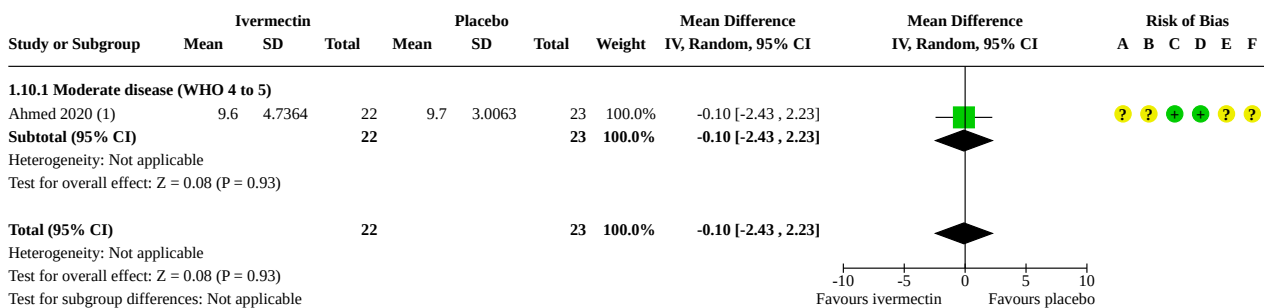 Ivermectin Placebo Mean Difference Mean Difference Risk of Bias
Study or Subgroup Mean SD Total Mean SD Total Weight IV, Random, 95% CI IV, Random, 95% CI A B C D E F
1.10.1 Moderate disease (WHO 4 to 5)
Ahmed 2020 (1) 9.6 4.7364 22 9.7 3.0063 23 100.0% -0.10 [-2.43 , 2.23] ? ? + + ? ?
Subtotal (95% CI) 22 23 100.0% -0.10 [-2.43 , 2.23]
Heterogeneity: Not applicable
Test for overall effect: Z = 0.08 (P = 0.93)
Total (95% CI) 22 23 100.0% -0.10 [-2.43 , 2.23]
Heterogeneity: Not applicable
Test for overall effect: Z = 0.08 (P = 0.93) -10 -5 0 5 10
Test for subgroup differences: Not applicable Favours ivermectin Favours placebo